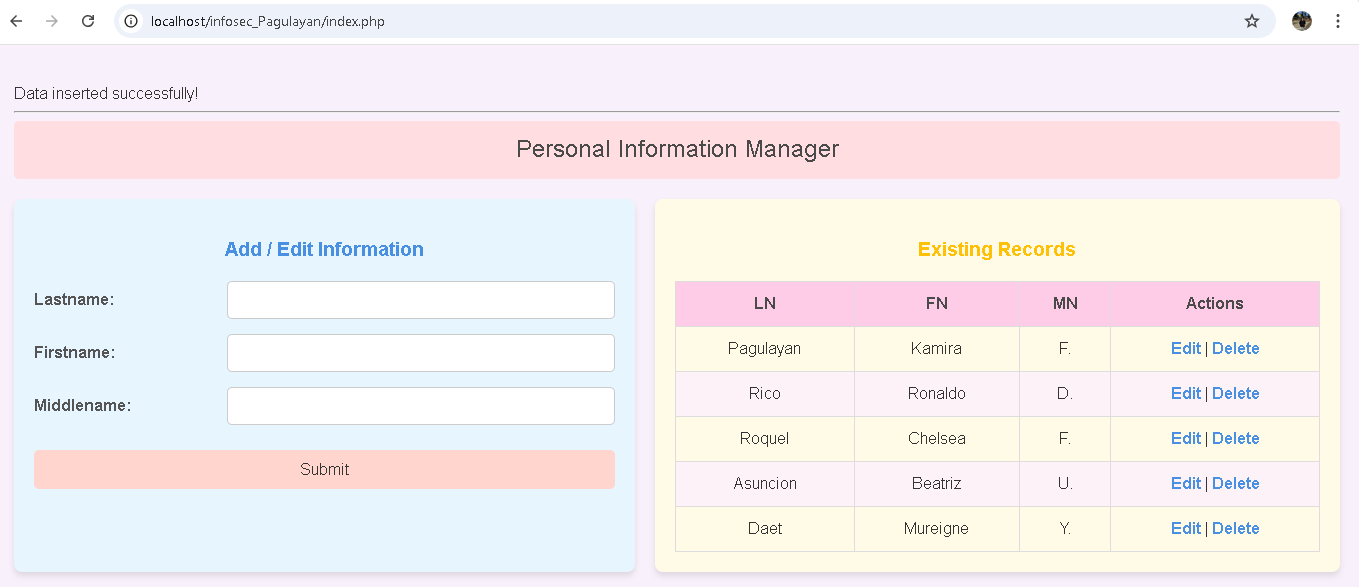 localhost/infosec_Pagulayan/index.php
Data inserted successfully!
Personal Information Manager
Add / Edit Information
Lastname:
Firstname:
Middlename:
Submit
Existing Records
LN FN MN Actions
Pagulayan Kamira F. Edit | Delete
Rico Ronaldo D. Edit | Delete
Roquel Chelsea F. Edit | Delete
Asuncion Beatriz U. Edit | Delete
Daet Mureigne Y. Edit | Delete